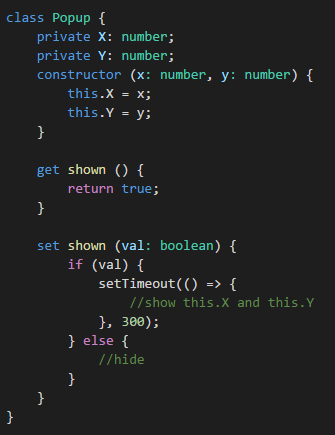 class Popup {
    private X: number;
    private Y: number;
    constructor (x: number, y: number) {
        this.X = x;
        this.Y = y;
    }

    get shown () {
        return true;
    }

    set shown (val: boolean) {
        if (val) {
            setTimeout(() => {
                //show this.X and this.Y
            }, 300);
        } else {
            //hide
        }
    }
}